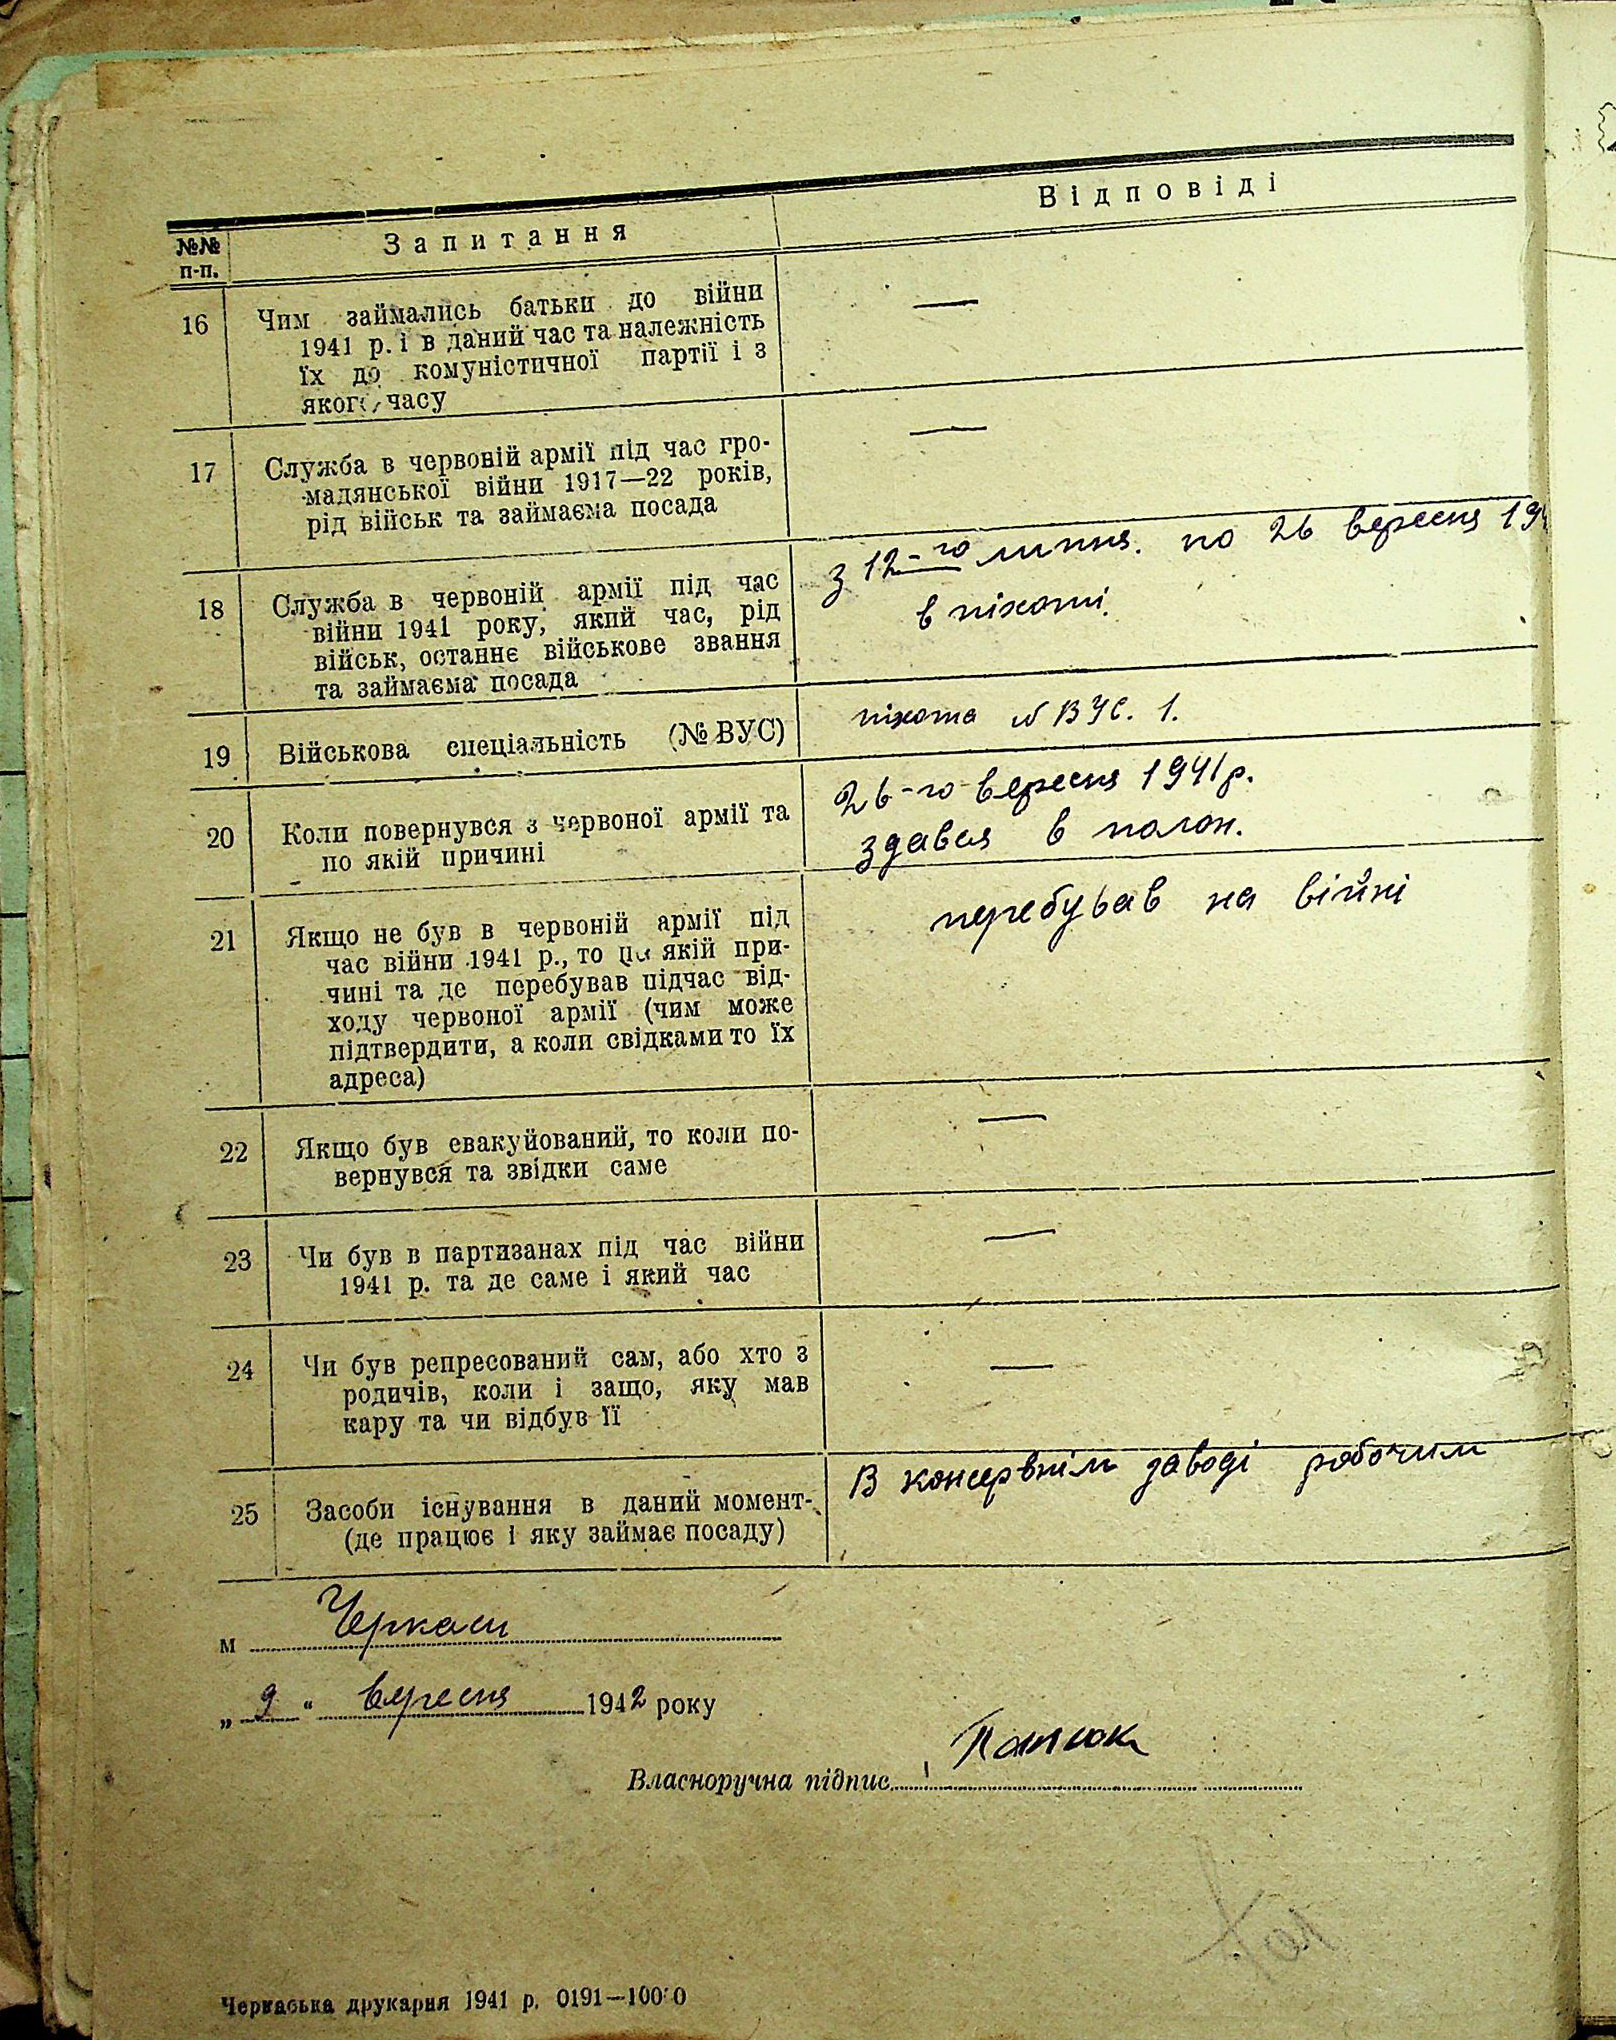 №№ п-п.
Запитання
Відповіді
16
Чим займались батьки до війни
1941 р. і в даний час та належність
їх до комуністичної партії і з
якого часу
—
17
Служба в червоній армії під час гро-
мадянської війни 1917—22 років,
рід військ та займаєма посада
—
18
Служба в червоній армії під час
війни 1941 року, який час, рід
військ, останнє військове звання
та займаєма посада
з 12-го липня. по 26 вересня 194
в піхоті.
19
Військова спеціальність (№ ВУС)
піхота № ВУС. 1.
20
Коли повернувся з червоної армії та
по якій причині
26-го вересня 1941 р.
здався в полон.
21
Якщо не був в червоній армії під
час війни 1941 р., то по якій при-
чині та де перебував підчас від-
ходу червоної армії (чим може
підтвердити, а коли свідками то їх
адреса)
перебував на війні
22
Якщо був евакуйований, то коли по-
вернувся та звідки саме
—
23
Чи був в партизанах під час війни
1941 р. та де саме і який час
—
24
Чи був репресований сам, або хто з
родичів, коли і защо, яку мав
кару та чи відбув її
—
25
Засоби існування в даний момент-
(де працює і яку займає посаду)
В консервнім заводі робочим
м Черкаси
„ 9 “ вересня 1942 року
Власноручна підпис
Черкаська друкарня 1941 р. 0191—10000